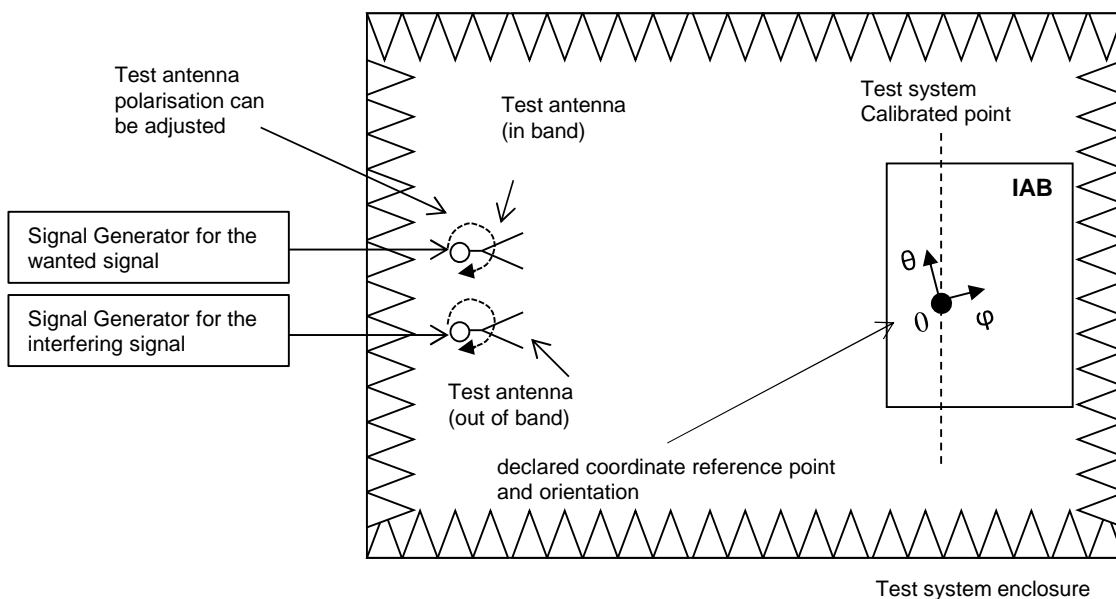 Test antenna
polarisation can
be adjusted
Test antenna
(in band)
Test system
Calibrated point
IAB
Signal Generator for the
wanted signal
θ
Signal Generator for the
interfering signal
0
φ
Test antenna
(out of band)
declared coordinate reference point
and orientation
Test system enclosure